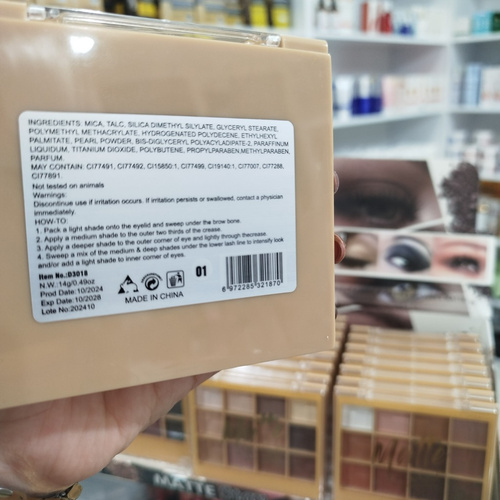 INGREDIENTS: MICA, TALC, SILICA DIMETHYL SILYLATE, GLYCERYL STEARATE,
POLYMETHYL METHACRYLATE, HYDROGENATED POLYDECENE, ETHYLHEXYL
PALMITATE, PEARL POWDER, BIS-DIGLYCERYL POLYACYLADIPATE-2, PARAFFINUM
LIQUIDUM, TITANIUM DIOXIDE, POLYBUTENE, PROPYLPARABEN,METHYLPARABEN,
PARFUM.
MAY CONTAIN: CI77491, CI77492, CI15850:1, CI77499, CI19140:1, CI77007, CI77288,
CI77891.
Not tested on animals
Warnings:
Discontinue use if irritation occurs. If irritation persists or swallowed, contact a physician
immediately.
HOW-TO:
1. Pack a light shade onto the eyelid and sweep under the brow bone.
2. Apply a medium shade to the outer two thirds of the crease.
3. Apply a deeper shade to the outer corner of eye and lightly through thecrease.
4. Sweep a mix of the medium & deep shades under the lower lash line to intensify look
and/or add a light shade to inner corner of eyes.
Item No.:03018
N.W.:14g/0.49oz
Prod Date:10/2024
Exp Date:10/2028
Lote No:202410
MADE IN CHINA
01
6 972285 321870
MATTE